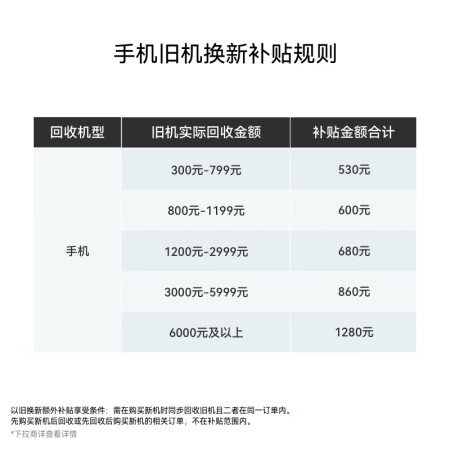 手机旧机换新补贴规则
回收机型 旧机实际回收金额 补贴金额合计
300元-799元 530元
800元-1199元 600元
手机 1200元-2999元 680元
3000元-5999元 860元
6000元及以上 1280元
以旧换新额外补贴享受条件：需在购买新机时同步回收旧机且二者在同一订单内。
先购买新机后回收或先回收后购买新机的相关订单，不在补贴范围内。
*下拉商详查看详情